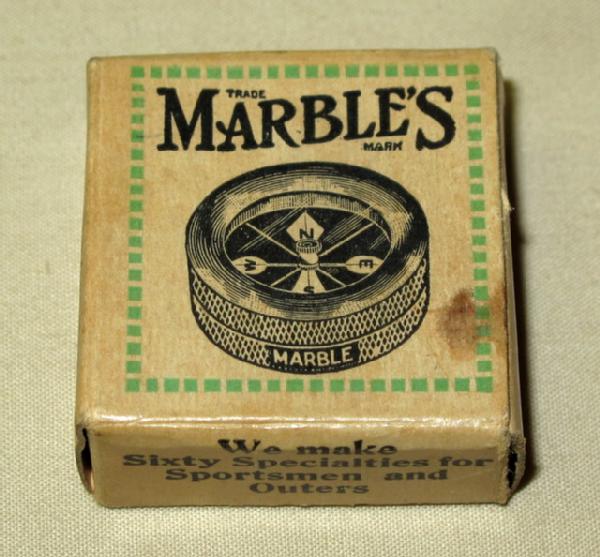 TRADE
MARBLE'S
MARK
N
W E
S
MARBLE
We make
Sixty Specialties for
Sportsmen and
Outers